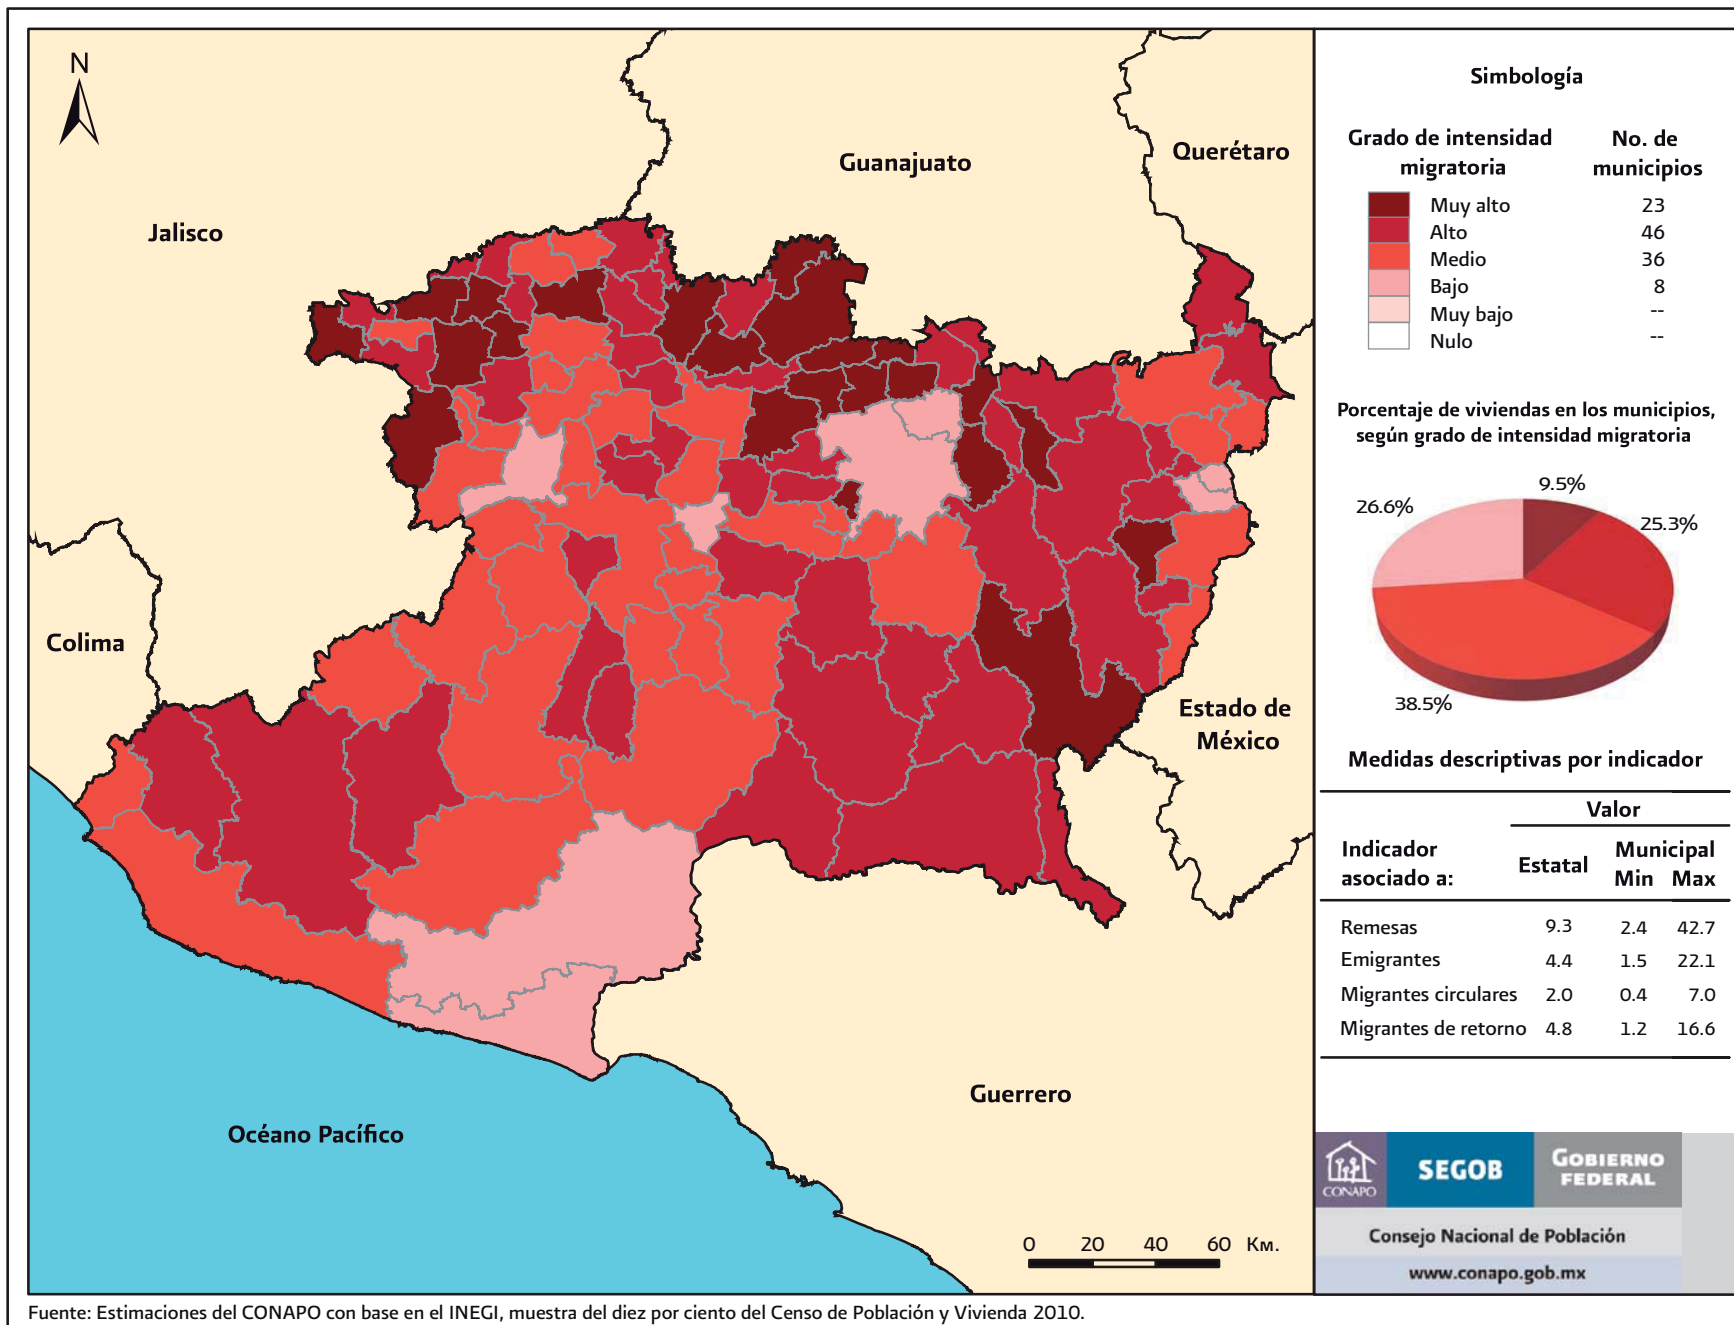 N
Jalisco
Guanajuato
Querétaro
Colima
Estado de
México
Guerrero
Océano Pacífico
0 20 40 60 Km.
Simbología
Grado de intensidad
migratoria
No. de
municipios
Muy alto 23
Alto 46
Medio 36
Bajo 8
Muy bajo --
Nulo --
Porcentaje de viviendas en los municipios,
según grado de intensidad migratoria
9.5%
26.6%
25.3%
38.5%
Medidas descriptivas por indicador
Valor
Indicador
asociado a:
Estatal
Municipal
Min Max
Remesas 9.3 2.4 42.7
Emigrantes 4.4 1.5 22.1
Migrantes circulares 2.0 0.4 7.0
Migrantes de retorno 4.8 1.2 16.6
CONAPO
SEGOB
GOBIERNO
FEDERAL
Consejo Nacional de Población
www.conapo.gob.mx
Fuente: Estimaciones del CONAPO con base en el INEGI, muestra del diez por ciento del Censo de Población y Vivienda 2010.